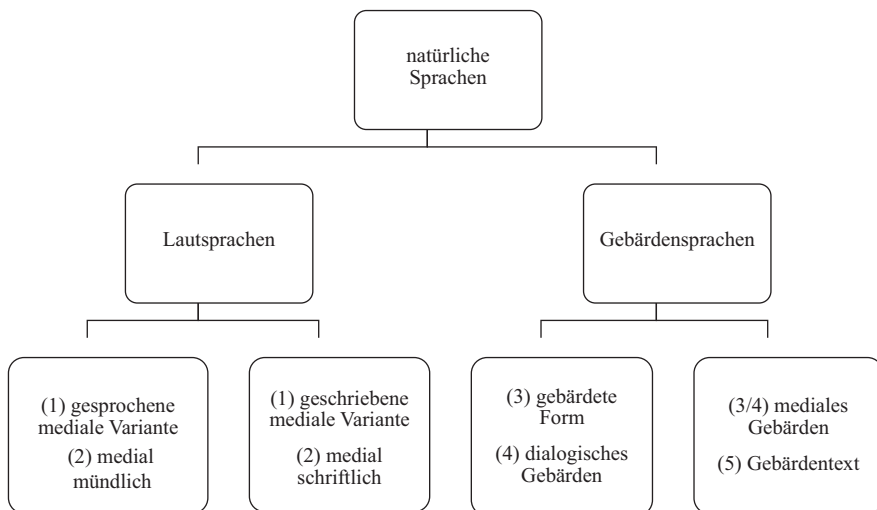 natürliche
Sprachen
Lautsprachen
Gebärdensprachen
(1) gesprochene
mediale Variante
(2) medial
mündlich
(1) geschriebene
mediale Variante
(2) medial
schriftlich
(3) gebärdete
Form
(4) dialogisches
Gebärden
(3/4) mediales
Gebärden
(5) Gebärdentext